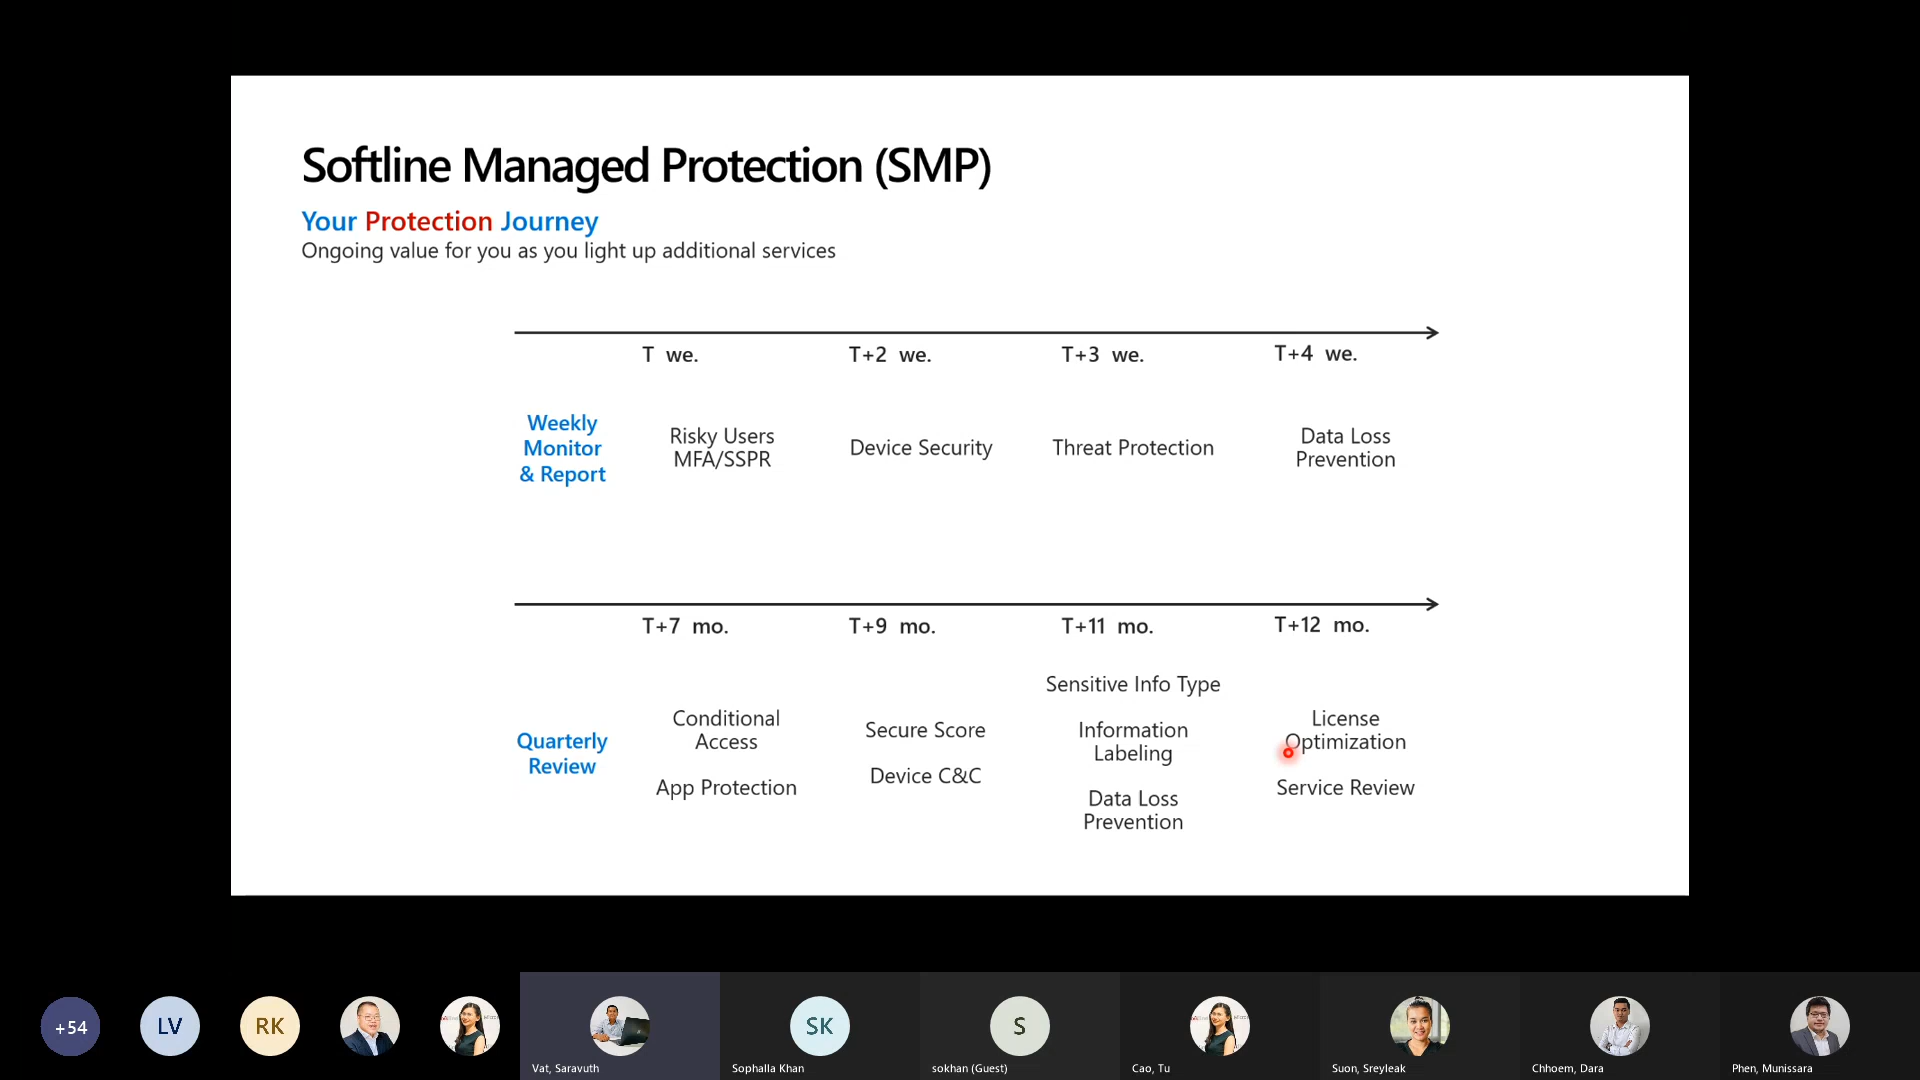 Softline Managed Protection (SMP)
Your Protection Journey
Ongoing value for you as you light up additional services
T we.
T+2 we.
T+3 we.
T+4 we.
Weekly
Monitor
& Report
Risky Users
MFA/SSPR
Device Security
Threat Protection
Data Loss
Prevention
T+7 mo.
T+9 mo.
T+11 mo.
T+12 mo.
Quarterly
Review
Conditional
Access
App Protection
Secure Score
Device C&C
Sensitive Info Type
Information
Labeling
Data Loss
Prevention
License
Optimization
Service Review
+54
LV
RK
SK
S
Vat, Saravuth
Sophalla Khan
sokhan (Guest)
Cao, Tu
Suon, Sreyleak
Chhoem, Dara
Phen, Munissara